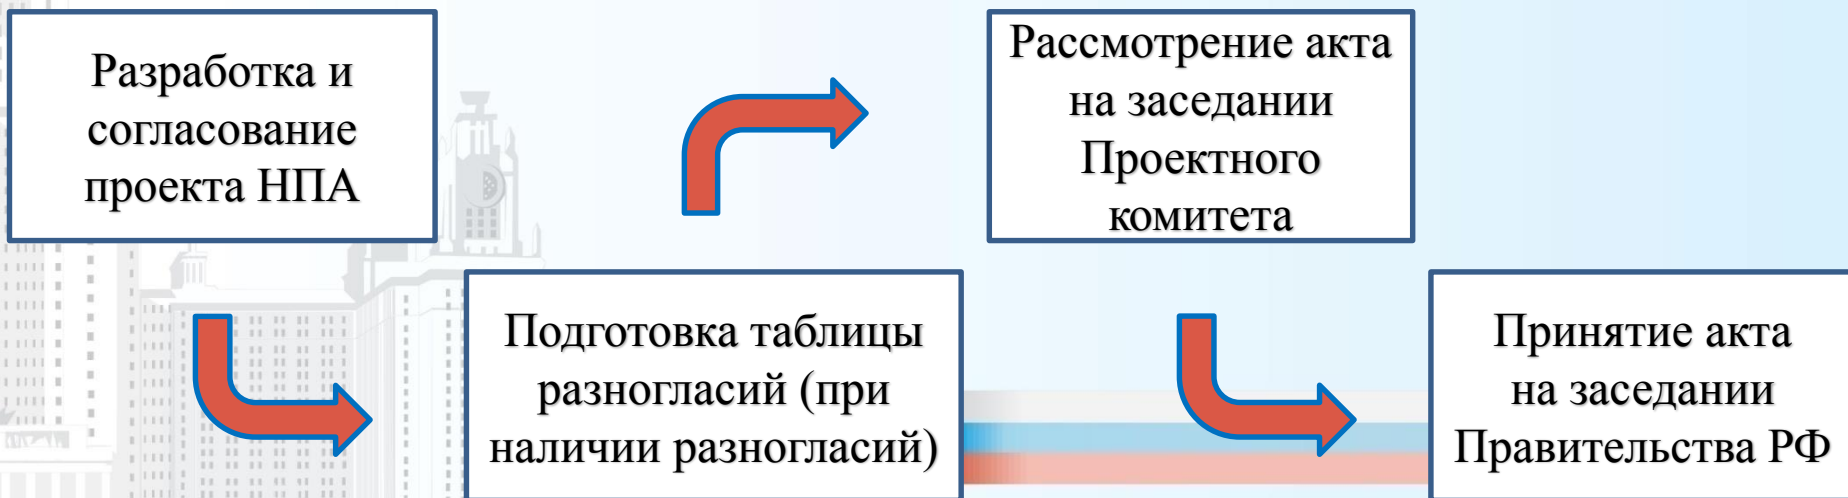 Разработка и
согласование
проекта НПА
Подготовка таблицы
разногласий (при
наличии разногласий)
Рассмотрение акта
на заседании
Проектного
комитета
Принятие акта
на заседании
Правительства РФ